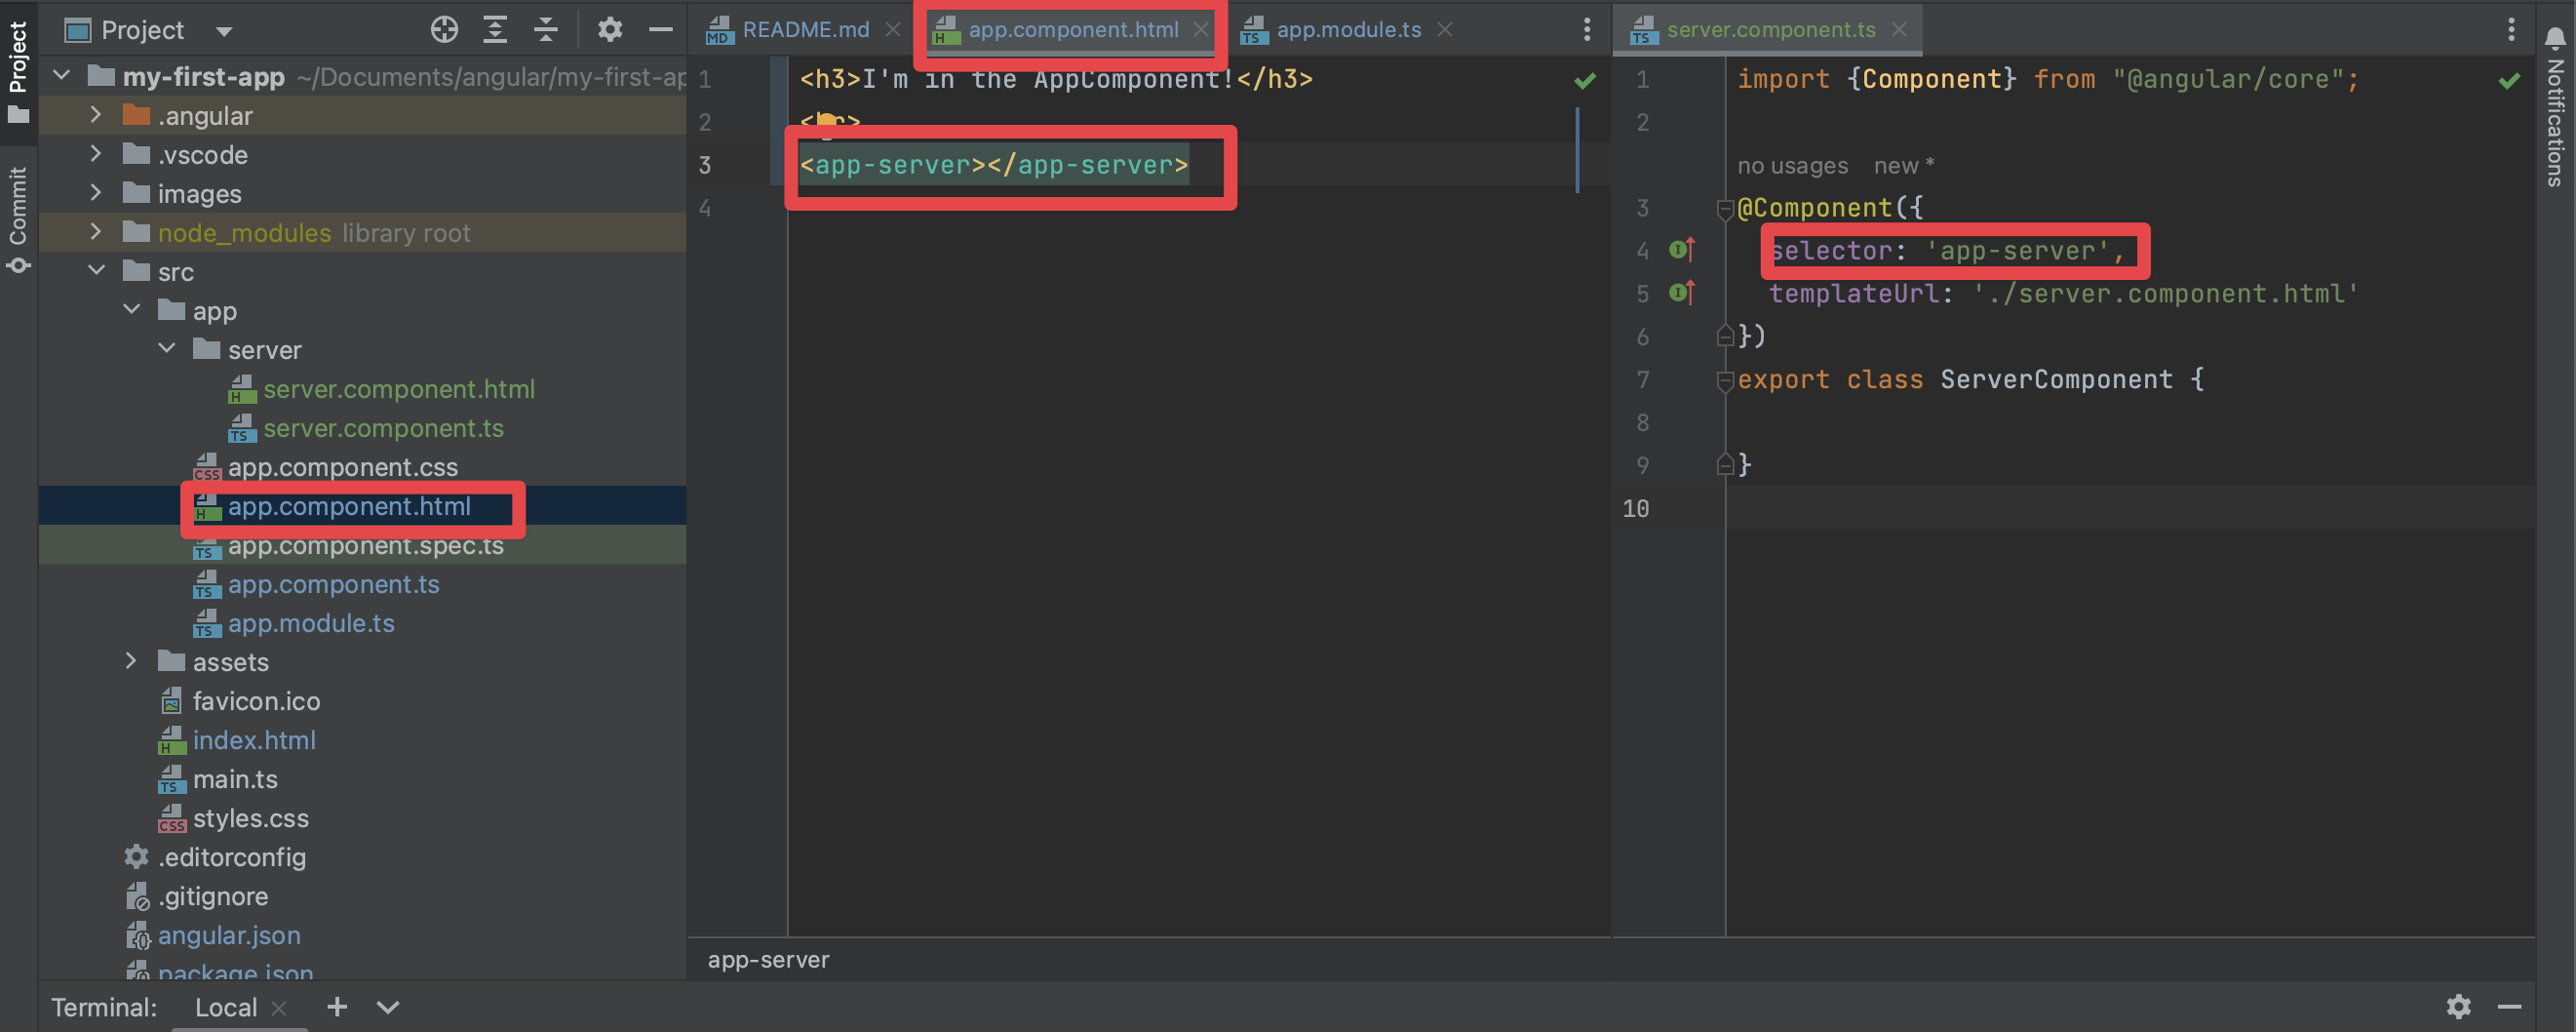 Project
Commit
Project
my-first-app ~/Documents/angular/my-first-ap
.angular
.vscode
images
node_modules library root
src
app
server
server.component.html
server.component.ts
app.component.css
app.component.html
app.component.spec.ts
app.component.ts
app.module.ts
assets
favicon.ico
index.html
main.ts
styles.css
.editorconfig
.gitignore
angular.json
package.json
README.md
app.component.html
app.module.ts
1 <h3>I'm in the AppComponent!</h3>
2
3 <app-server></app-server>
4
app-server
server.component.ts
1 import {Component} from "@angular/core";
2
no usages new *
3 @Component({
4 selector: 'app-server',
5 templateUrl: './server.component.html'
6 })
7 export class ServerComponent {
8
9 }
10
Notifications
Terminal: Local